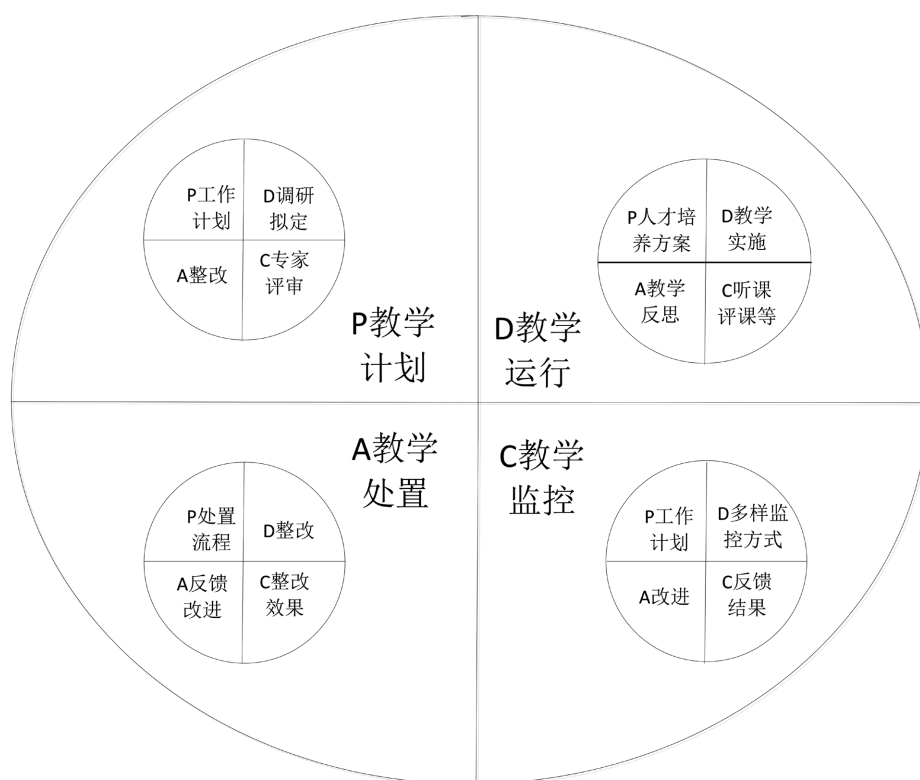 P工作
计划
D调研
拟定
A整改
C专家
评审
P教学
计划
P人才培
养方案
D教学
实施
A教学
反思
C听课
评课等
D教学
运行
A教学
处置
P处置
流程
D整改
A反馈
改进
C整改
效果
C教学
监控
P工作
计划
D多样监
控方式
A改进
C反馈
结果